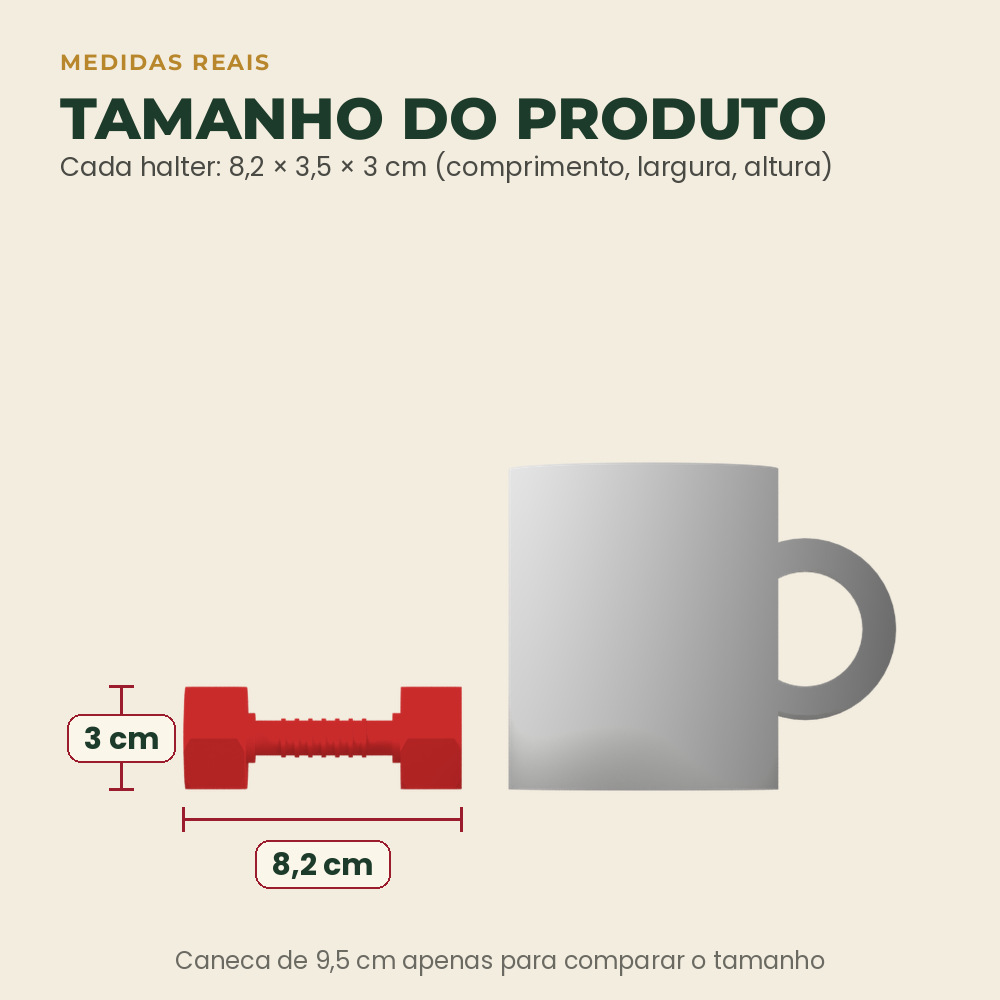 MEDIDAS REAIS
TAMANHO DO PRODUTO
Cada halter: 8,2 × 3,5 × 3 cm (comprimento, largura, altura)
3 cm
8,2 cm
Caneca de 9,5 cm apenas para comparar o tamanho